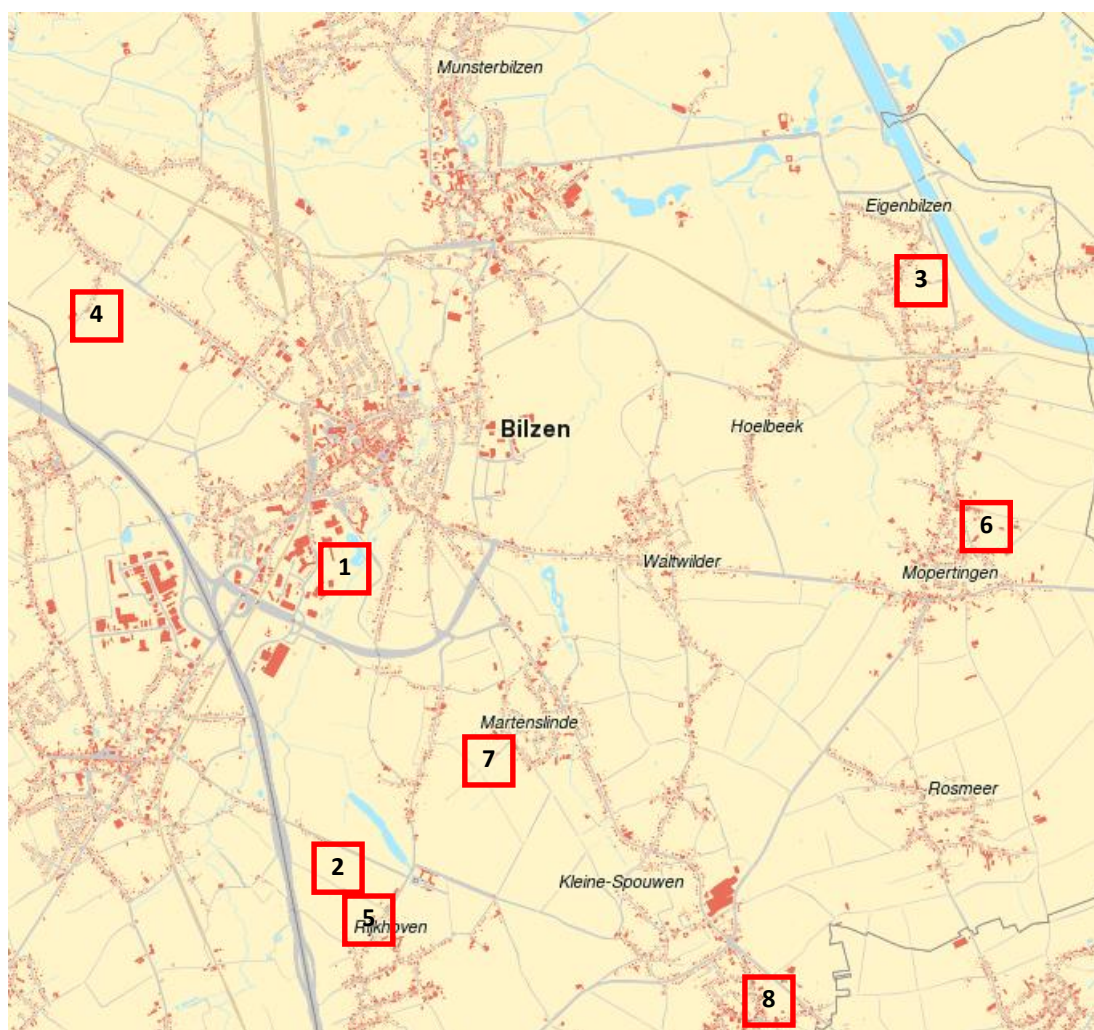 Munsterbilzen
Eigenbilzen
3
4
Bilzen
Hoelbeek
6
1
Waltwilder
Mopertingen
Martenslinde
7
Rosmeer
2
Kleine-Spouwen
5
Rijkhoven
8